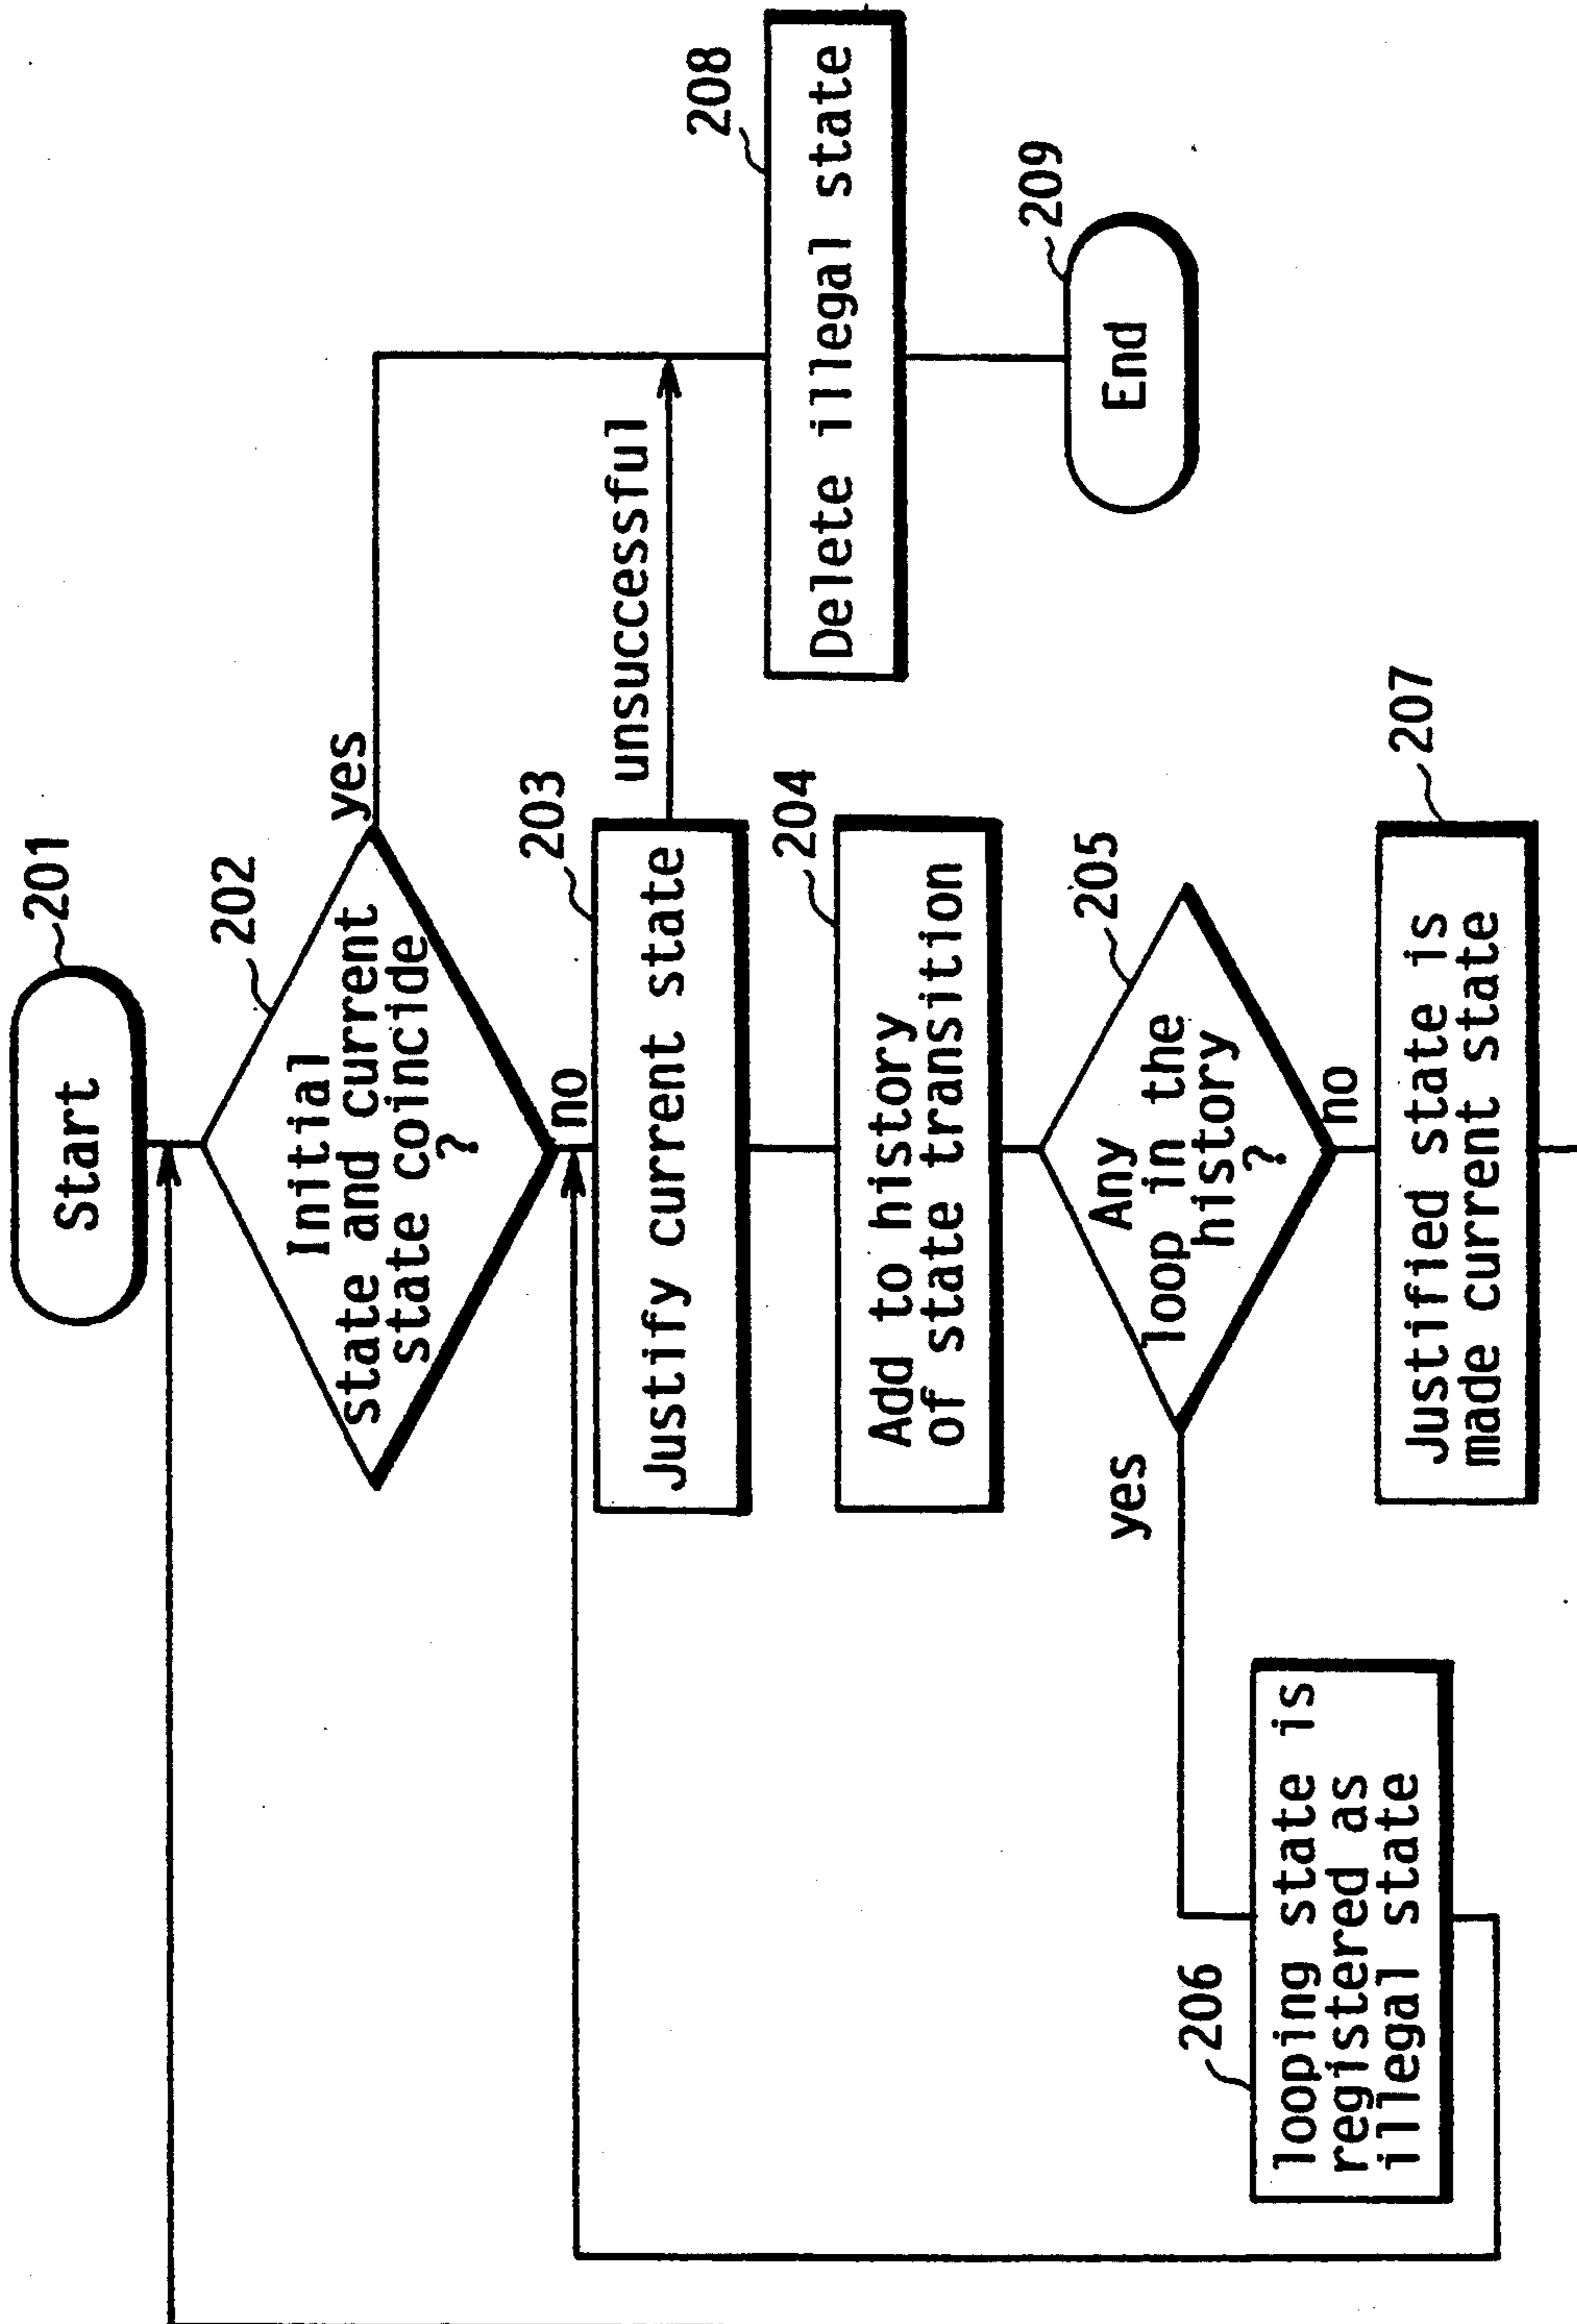 201
Start
202
Initial
state and current
state coincide
?
yes
no
203
Justify current state
unsuccessful
208
Delete illegal state
209
End
204
Add to history
of state transition
205
Any
loop in the
history
?
yes
no
206
looping state is
registered as
illegal state
207
Justified state is
made current state